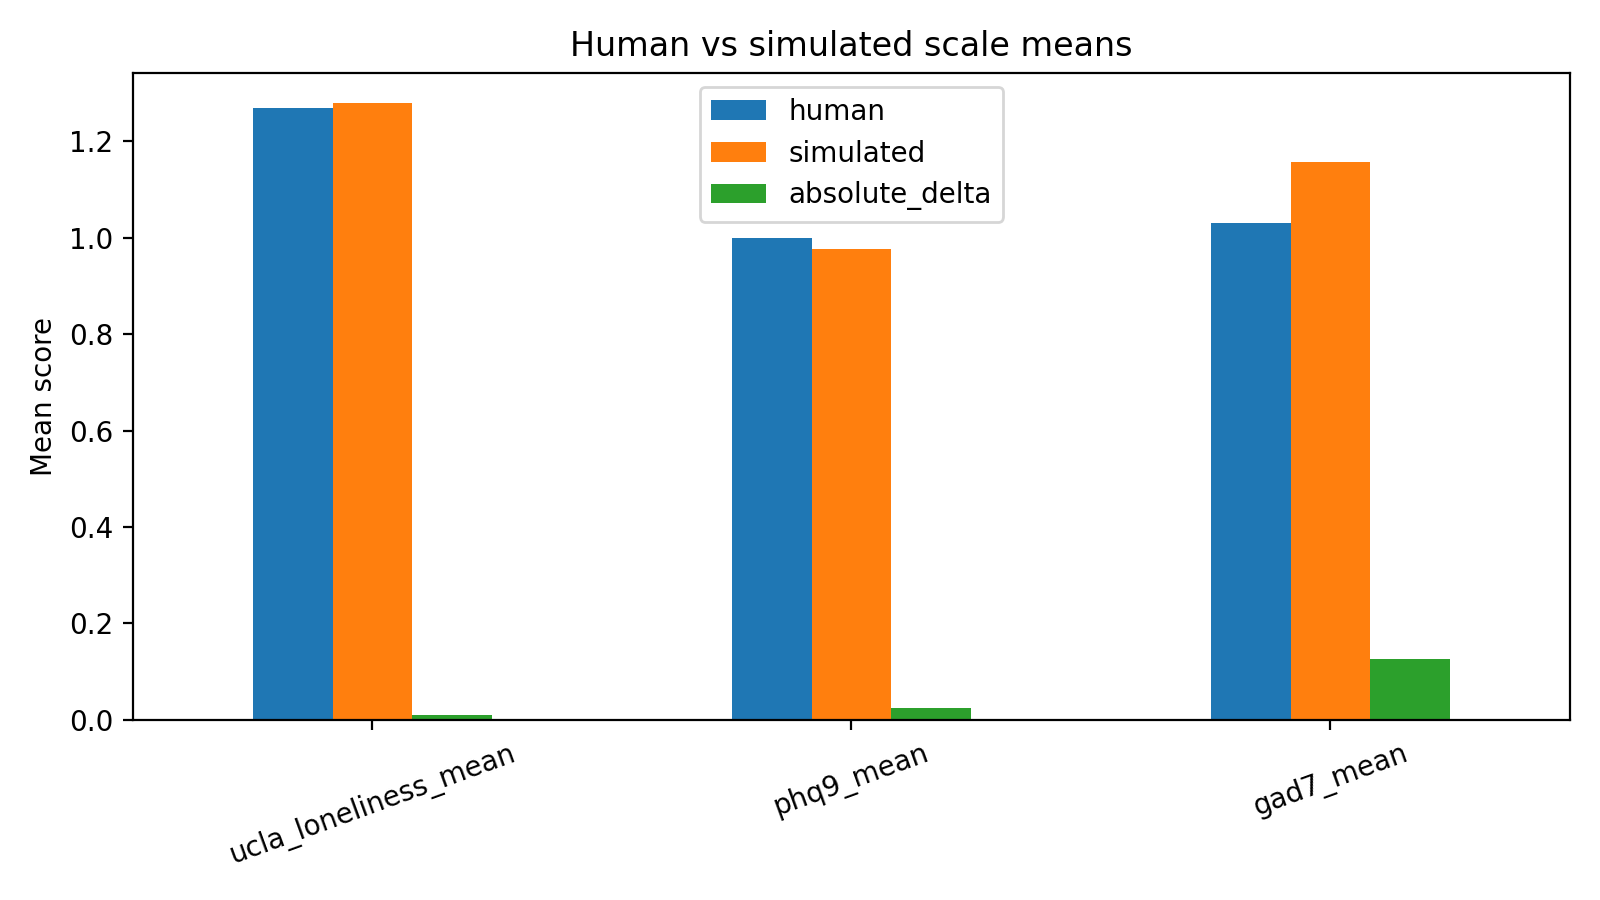 Human vs simulated scale means
human
simulated
absolute_delta
Mean score
1.2
1.0
0.8
0.6
0.4
0.2
0.0
ucla_loneliness_mean
phq9_mean
gad7_mean